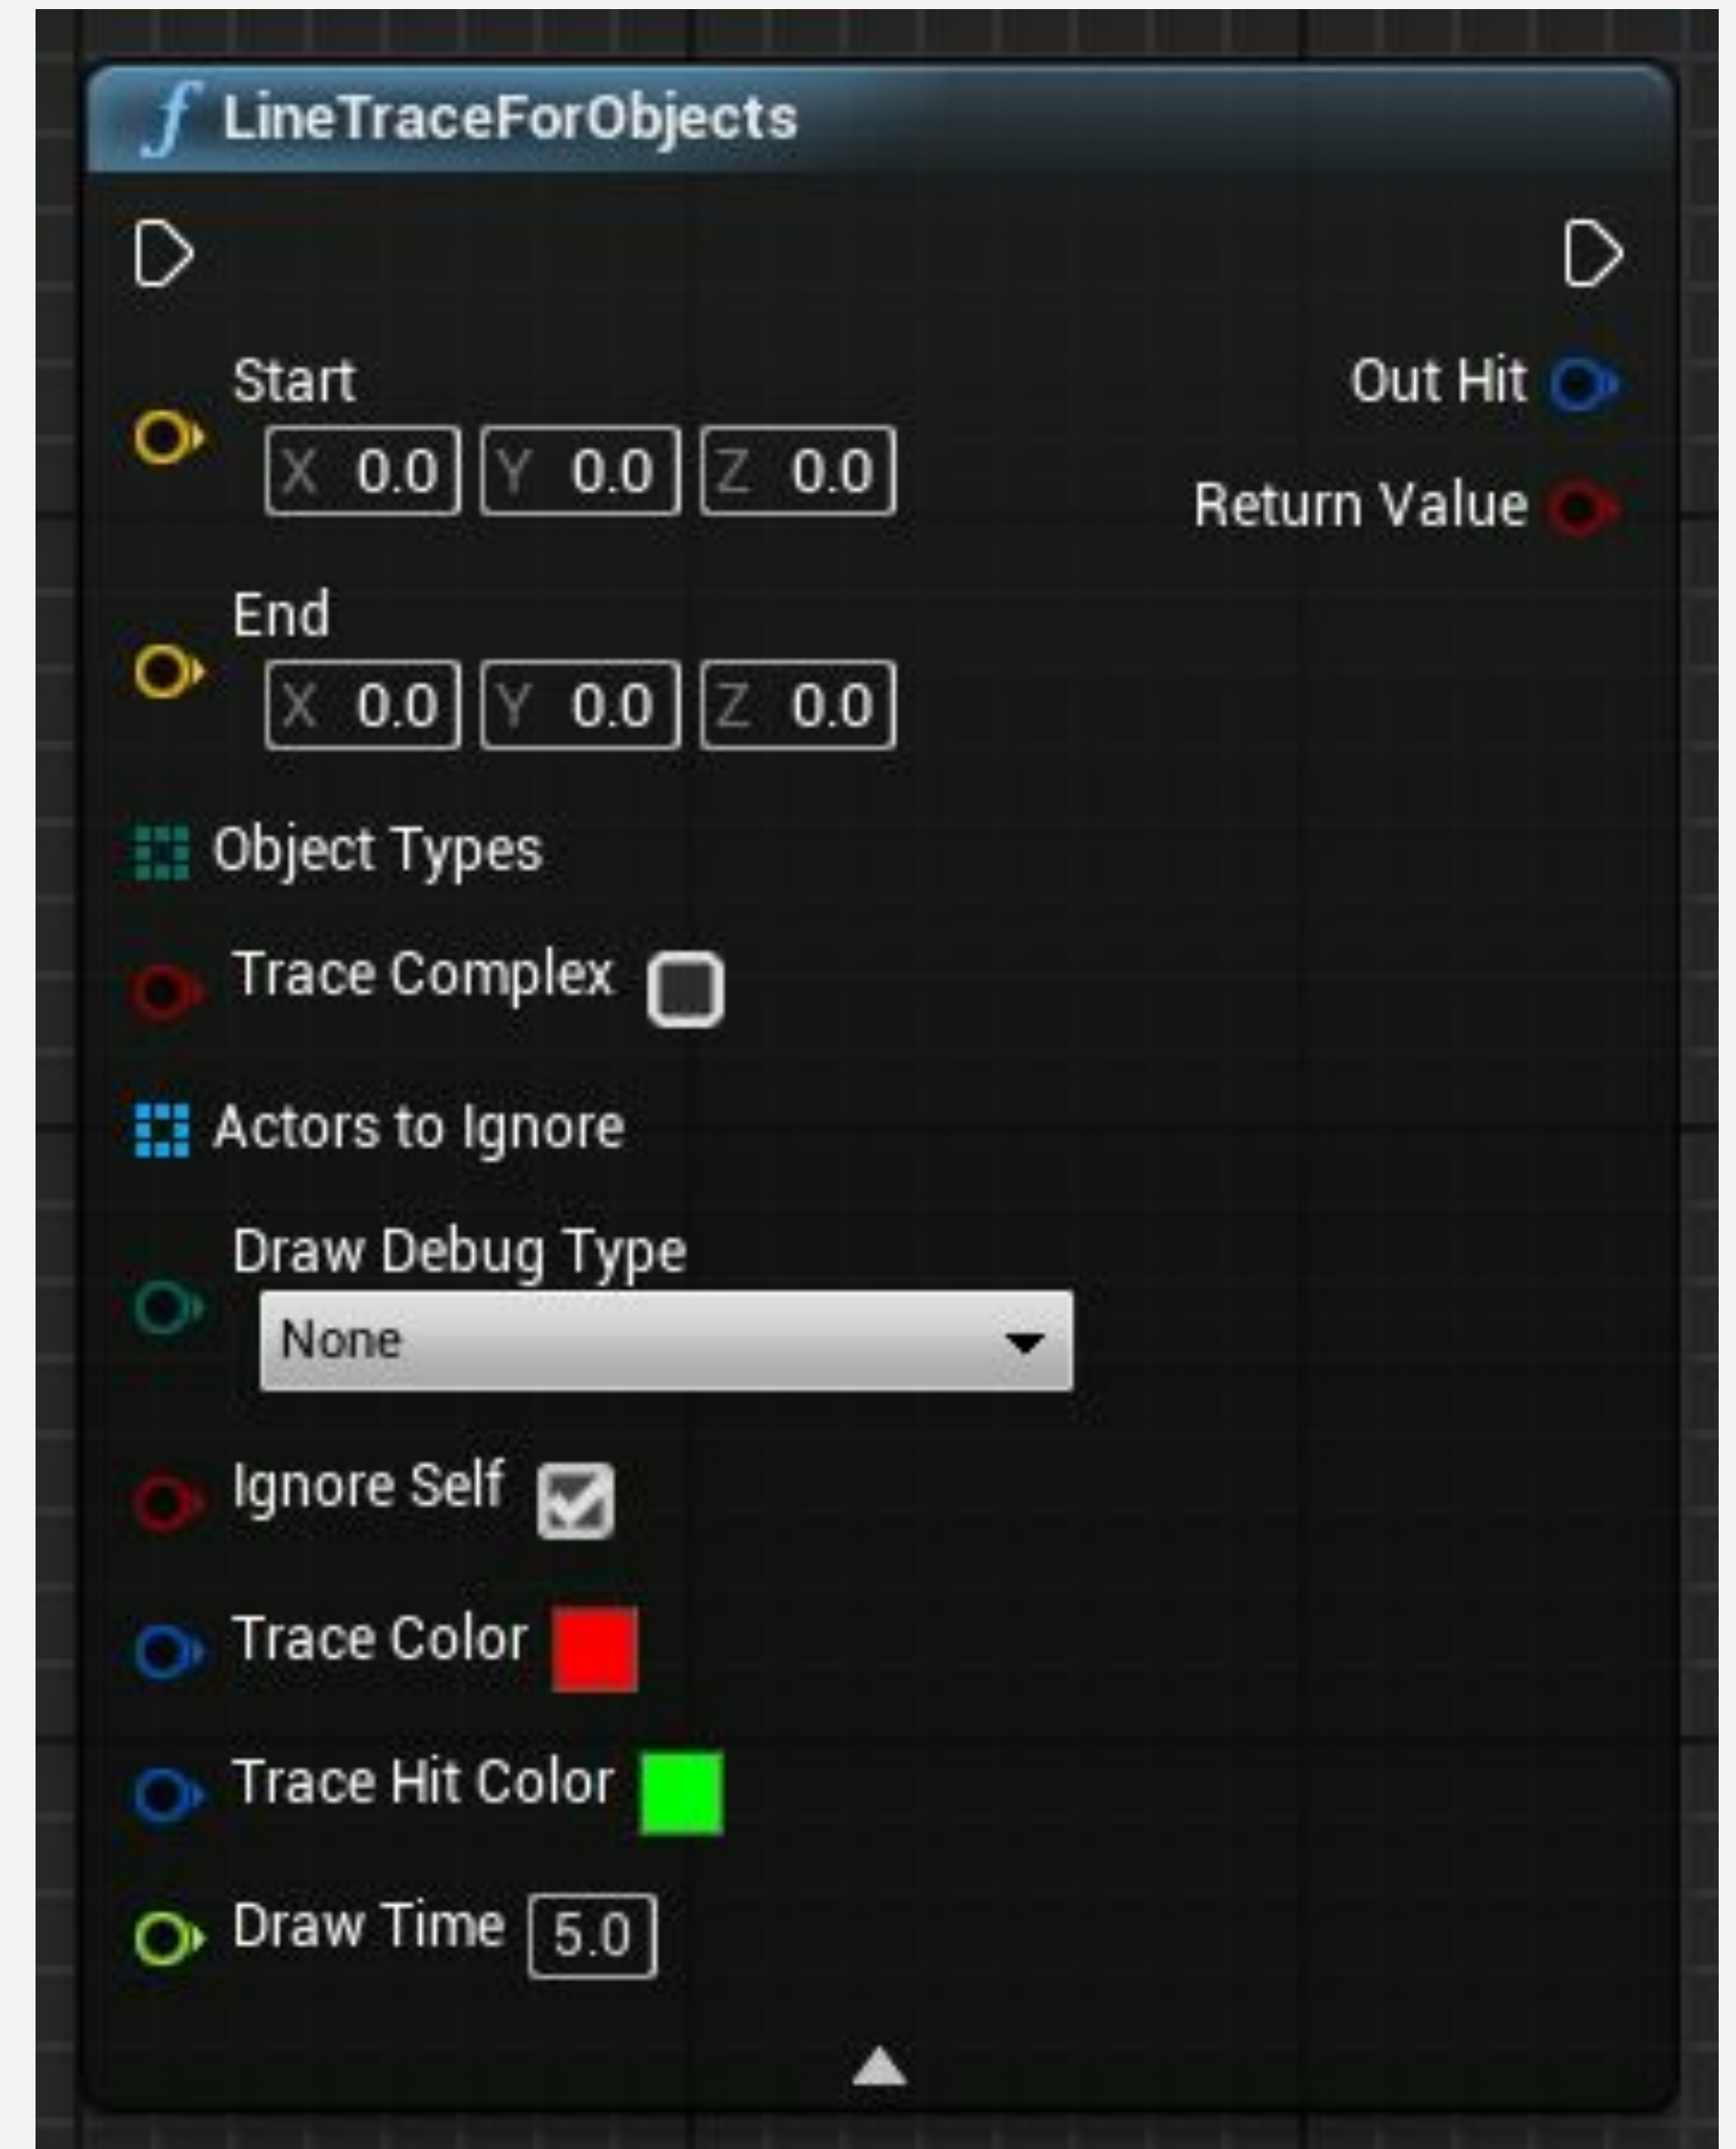 f LineTraceForObjects
Start
Out Hit
X 0.0 Y 0.0 Z 0.0
Return Value
End
X 0.0 Y 0.0 Z 0.0
Object Types
Trace Complex
Actors to Ignore
Draw Debug Type
None
Ignore Self
Trace Color
Trace Hit Color
Draw Time 5.0